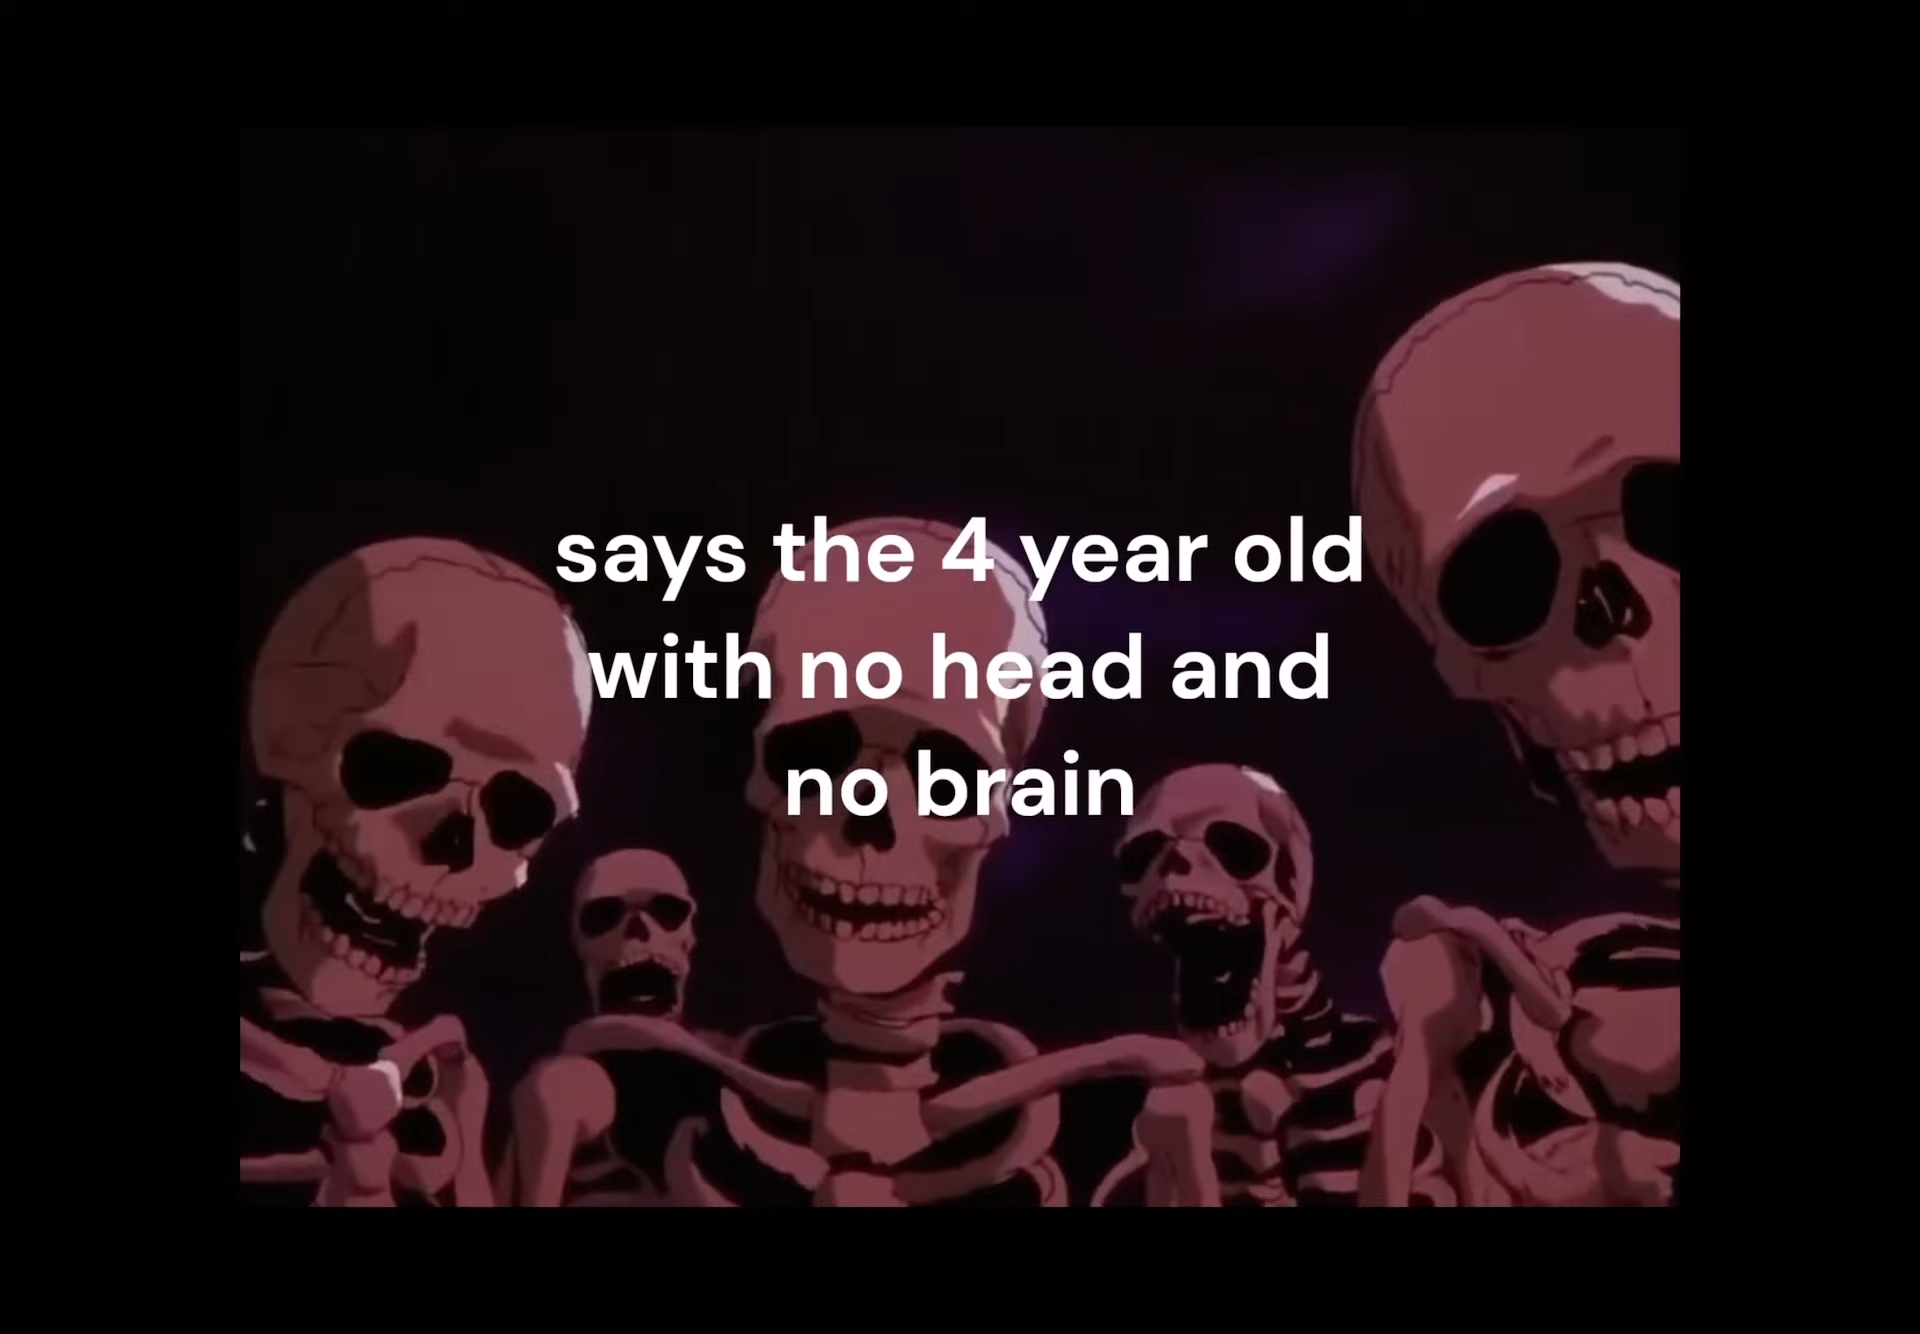 says the 4 year old
with no head and
no brain